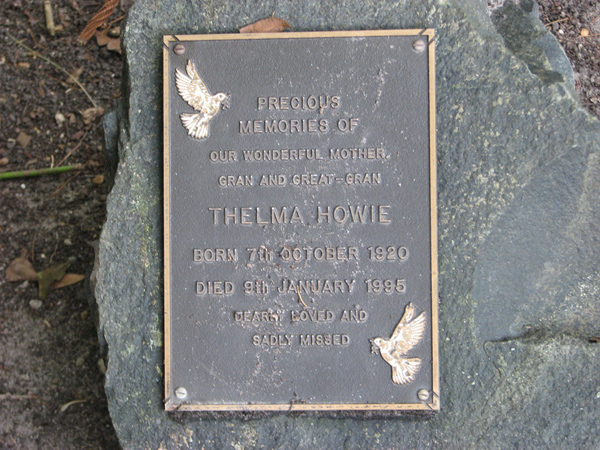 PRECIOUS
MEMORIES OF
OUR WONDERFUL MOTHER,
GRAN AND GREAT-GRAN
THELMA HOWIE
BORN 7th OCTOBER 1920
DIED 9th JANUARY 1995
DEARLY LOVED AND
SADLY MISSED